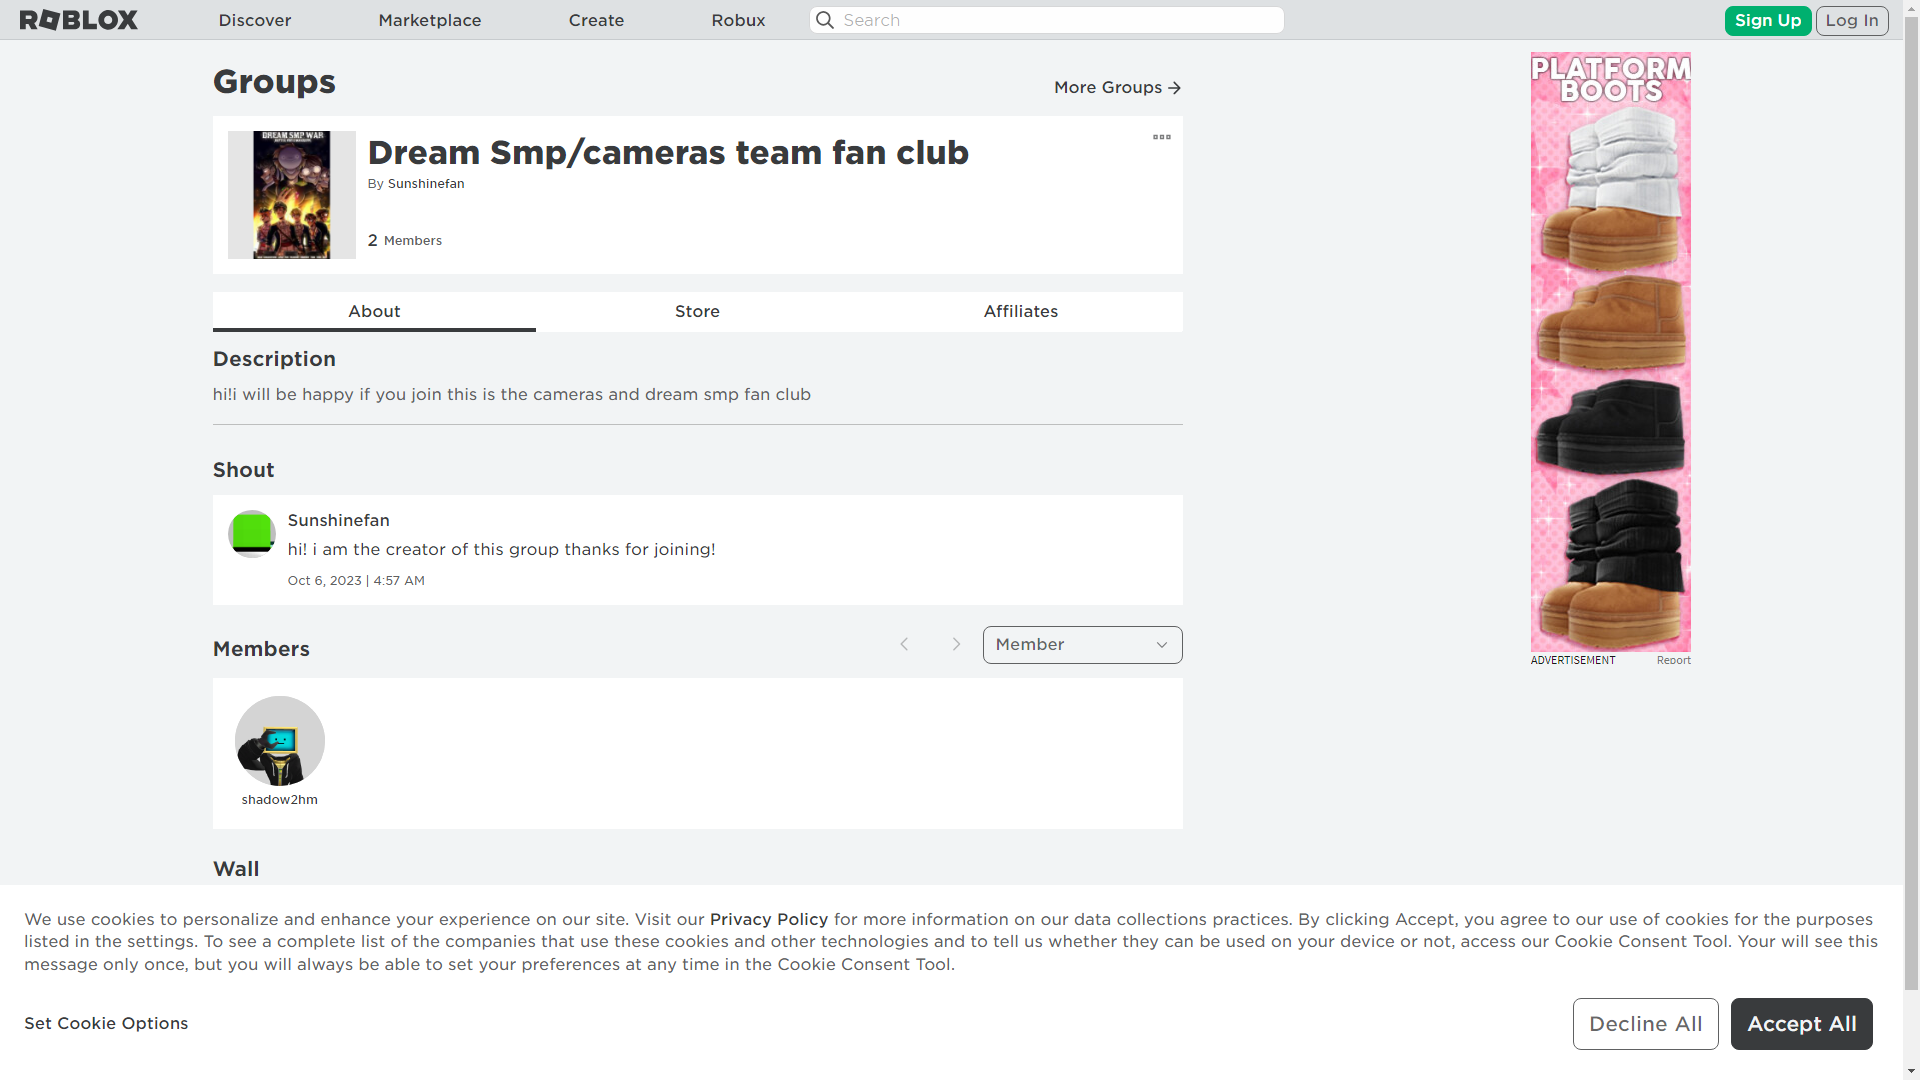 ROBLOX
Discover
Marketplace
Create
Robux
Search
Sign Up
Log In
Groups
More Groups
DREAM SMP WAR
Dream Smp/cameras team fan club
By Sunshinefan
2 Members
About
Store
Affiliates
Description
hi!i will be happy if you join this is the cameras and dream smp fan club
Shout
Sunshinefan
hi! i am the creator of this group thanks for joining!
Oct 6, 2023 | 4:57 AM
Members
Member
shadow2hm
Wall
PLATFORM
BOOTS
ADVERTISEMENT
Report
We use cookies to personalize and enhance your experience on our site. Visit our Privacy Policy for more information on our data collections practices. By clicking Accept, you agree to our use of cookies for the purposes
listed in the settings. To see a complete list of the companies that use these cookies and other technologies and to tell us whether they can be used on your device or not, access our Cookie Consent Tool. Your will see this
message only once, but you will always be able to set your preferences at any time in the Cookie Consent Tool.
Set Cookie Options
Decline All
Accept All